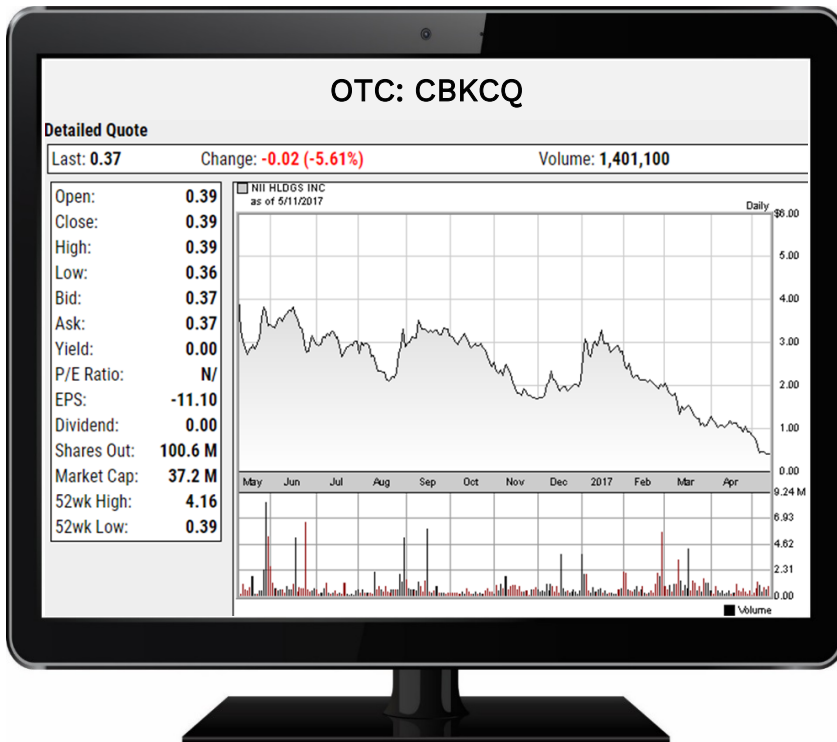 OTC: CBKCQ
Detailed Quote
Last: 0.37 Change: -0.02 (-5.61%) Volume: 1,401,100
Open: 0.39
Close: 0.39
High: 0.39
Low: 0.36
Bid: 0.37
Ask: 0.37
Yield: 0.00
P/E Ratio: N/
EPS: -11.10
Dividend: 0.00
Shares Out: 100.6 M
Market Cap: 37.2 M
52wk High: 4.16
52wk Low: 0.39
NII HLDGS INC
as of 5/11/2017
Daily
$6.00
5.00
4.00
3.00
2.00
1.00
0.00
May Jun Jul Aug Sep Oct Nov Dec 2017 Feb Mar Apr
9.24 M
6.93
4.62
2.31
0.00
Volume